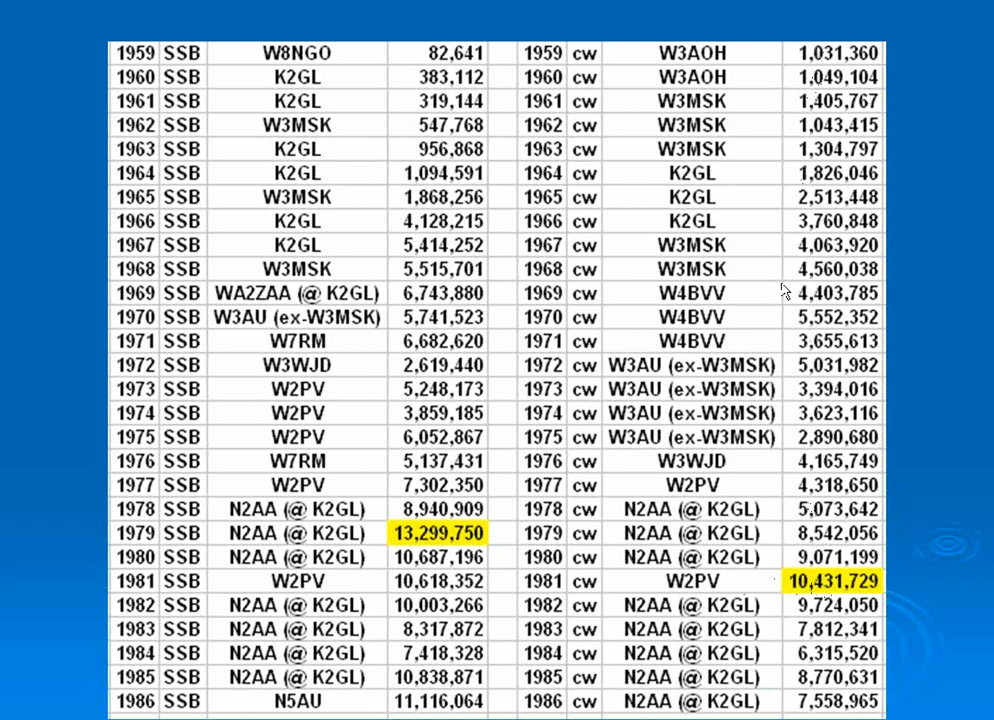 1959 SSB W8NGO 82,641 1959 cw W3AOH 1,031,360
1960 SSB K2GL 383,112 1960 cw W3AOH 1,049,104
1961 SSB K2GL 319,144 1961 cw W3MSK 1,405,767
1962 SSB W3MSK 547,768 1962 cw W3MSK 1,043,415
1963 SSB K2GL 956,868 1963 cw W3MSK 1,304,797
1964 SSB K2GL 1,094,591 1964 cw K2GL 1,826,046
1965 SSB W3MSK 1,868,256 1965 cw K2GL 2,513,448
1966 SSB K2GL 4,128,215 1966 cw K2GL 3,760,848
1967 SSB K2GL 5,414,252 1967 cw W3MSK 4,063,920
1968 SSB W3MSK 5,515,701 1968 cw W3MSK 4,560,038
1969 SSB WA2ZAA (@ K2GL) 6,743,880 1969 cw W4BVV 4,403,785
1970 SSB W3AU (ex-W3MSK) 5,741,523 1970 cw W4BVV 5,552,352
1971 SSB W7RM 6,682,620 1971 cw W4BVV 3,655,613
1972 SSB W3WJD 2,619,440 1972 cw W3AU (ex-W3MSK) 5,031,982
1973 SSB W2PV 5,248,173 1973 cw W3AU (ex-W3MSK) 3,394,016
1974 SSB W2PV 3,859,185 1974 cw W3AU (ex-W3MSK) 3,623,116
1975 SSB W2PV 6,052,867 1975 cw W3AU (ex-W3MSK) 2,890,680
1976 SSB W7RM 5,137,431 1976 cw W3WJD 4,165,749
1977 SSB W2PV 7,302,350 1977 cw W2PV 4,318,650
1978 SSB N2AA (@ K2GL) 8,940,909 1978 cw N2AA (@ K2GL) 5,073,642
1979 SSB N2AA (@ K2GL) 13,299,750 1979 cw N2AA (@ K2GL) 8,542,056
1980 SSB N2AA (@ K2GL) 10,687,196 1980 cw N2AA (@ K2GL) 9,071,199
1981 SSB W2PV 10,618,352 1981 cw W2PV 10,431,729
1982 SSB N2AA (@ K2GL) 10,003,266 1982 cw N2AA (@ K2GL) 9,724,050
1983 SSB N2AA (@ K2GL) 8,317,872 1983 cw N2AA (@ K2GL) 7,812,341
1984 SSB N2AA (@ K2GL) 7,418,328 1984 cw N2AA (@ K2GL) 6,315,520
1985 SSB N2AA (@ K2GL) 10,838,871 1985 cw N2AA (@ K2GL) 8,770,631
1986 SSB N5AU 11,116,064 1986 cw N2AA (@ K2GL) 7,558,965